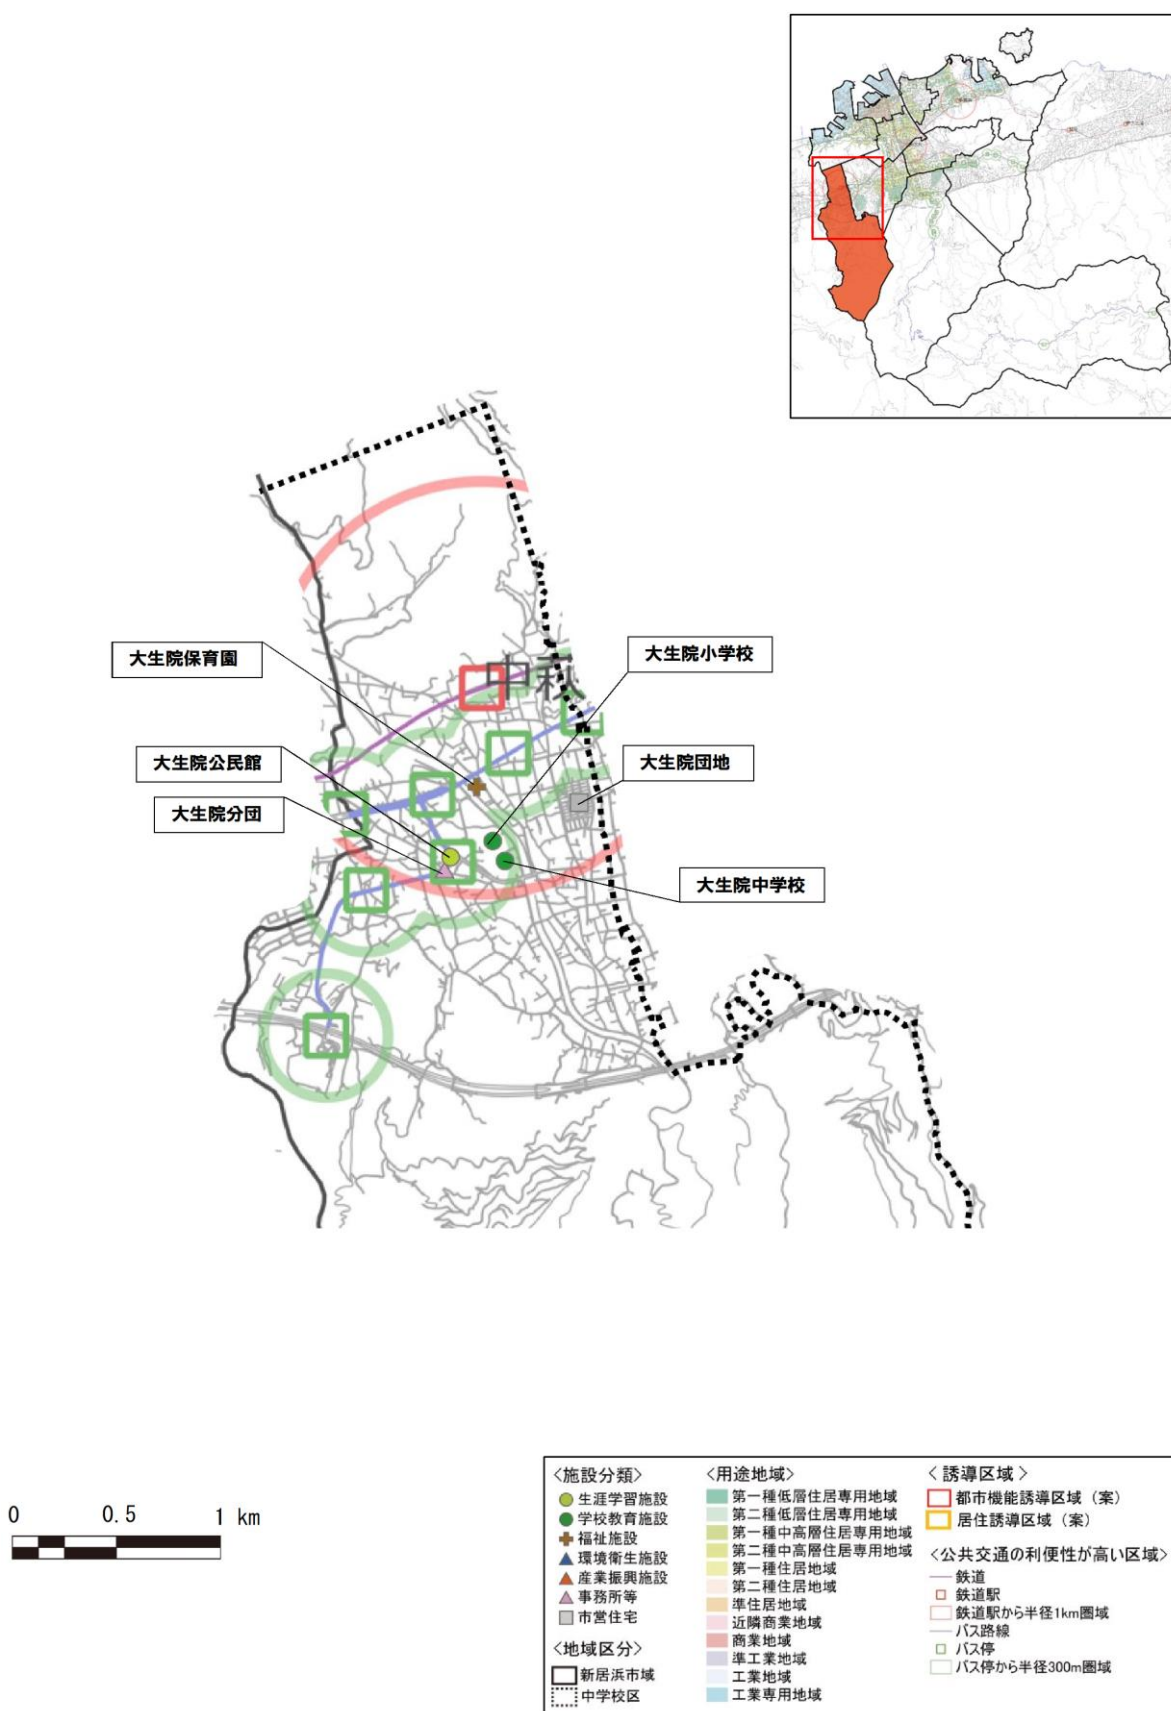 中萩
大生院保育園
大生院小学校
大生院公民館
大生院団地
大生院分団
大生院中学校
0 0.5 1 km
<施設分類>
生涯学習施設
学校教育施設
福祉施設
環境衛生施設
産業振興施設
事務所等
市営住宅
<地域区分>
新居浜市域
中学校区
<用途地域>
第一種低層住居専用地域
第二種低層住居専用地域
第一種中高層住居専用地域
第二種中高層住居専用地域
第一種住居地域
第二種住居地域
準住居地域
近隣商業地域
商業地域
準工業地域
工業地域
工業専用地域
<誘導区域>
都市機能誘導区域（案）
居住誘導区域（案）
<公共交通の利便性が高い区域>
鉄道
鉄道駅
鉄道駅から半径1km圏域
バス路線
バス停
バス停から半径300m圏域